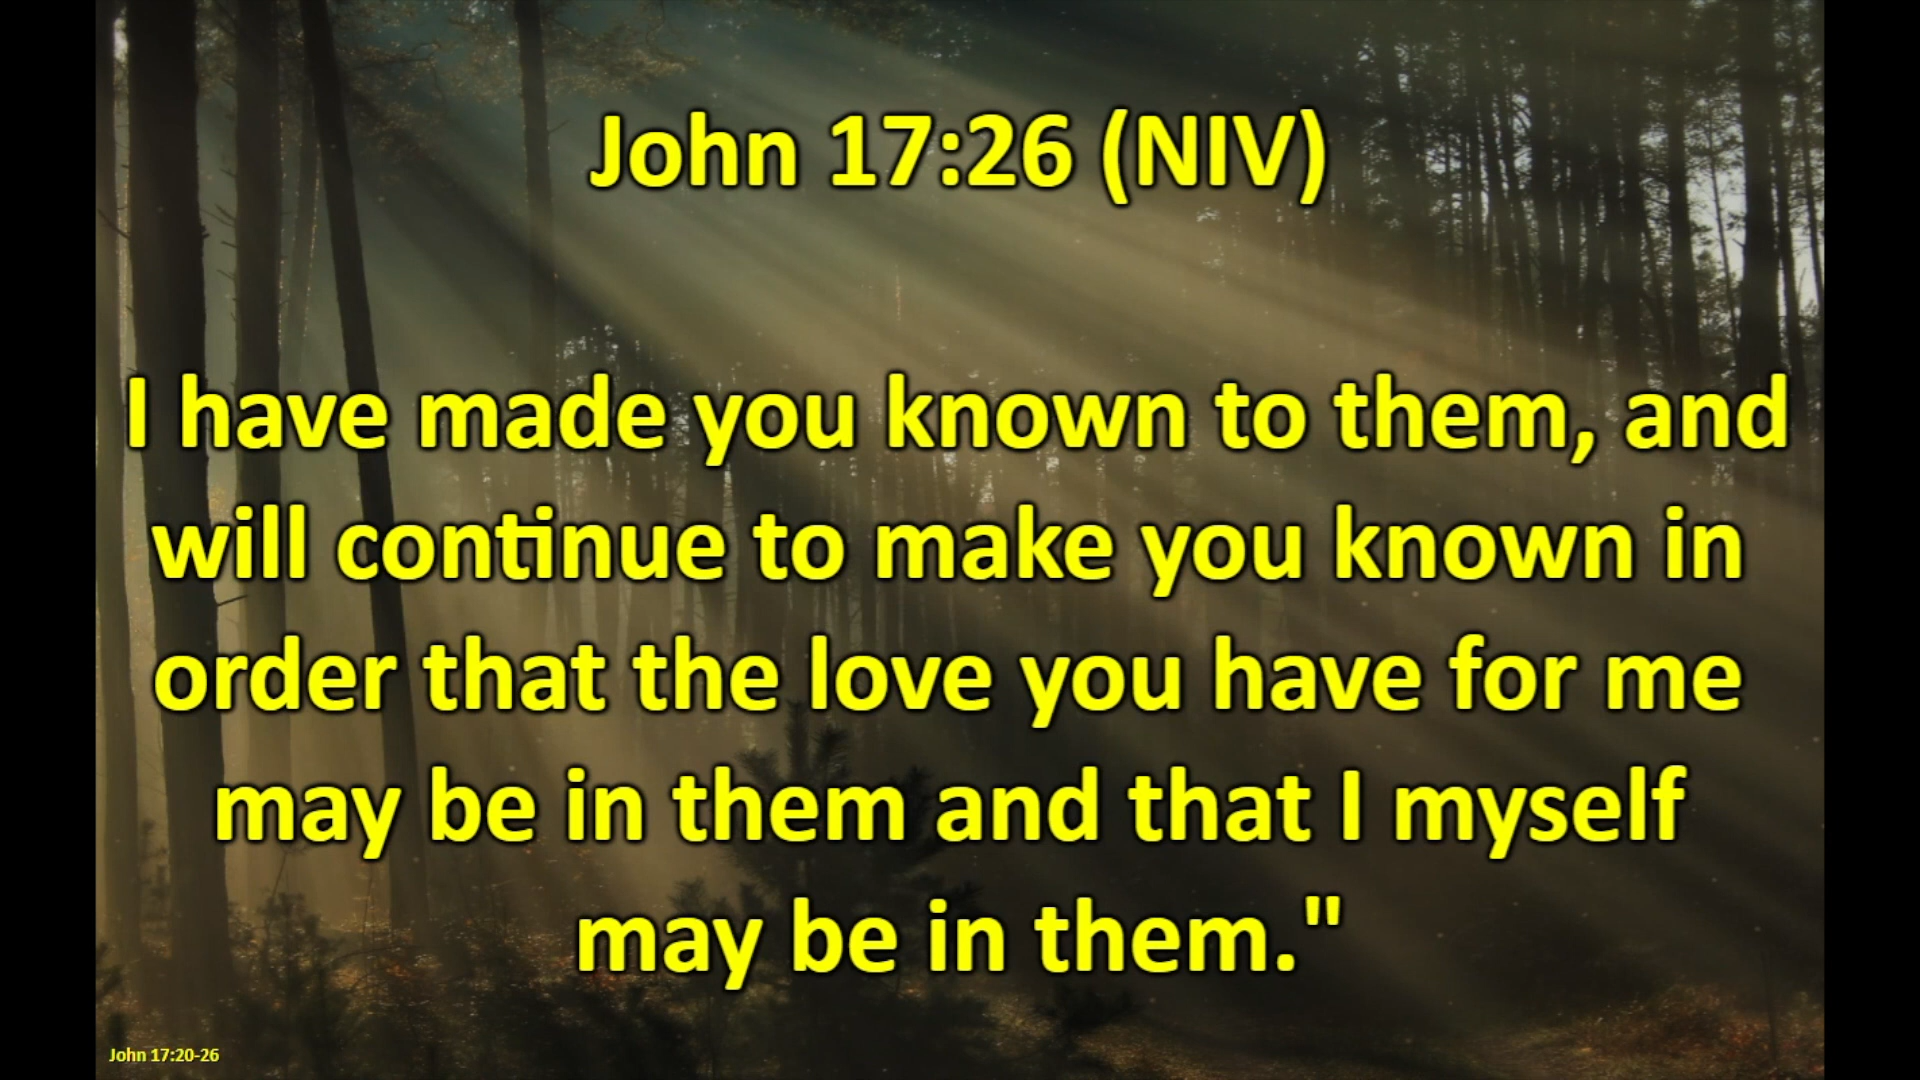 John 17:26 (NIV)
I have made you known to them, and
will continue to make you known in
order that the love you have for me
may be in them and that I myself
may be in them."
John 17:20-26